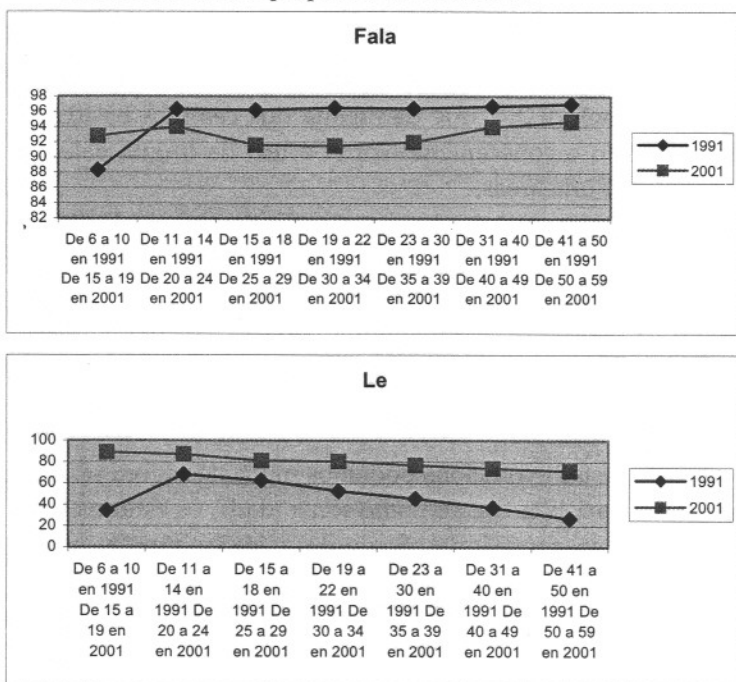 Fala
98
96
94
92
90
88
86
84
82
De 6 a 10 De 11 a 14 De 15 a 18 De 19 a 22 De 23 a 30 De 31 a 40 De 41 a 50
en 1991 en 1991 en 1991 en 1991 en 1991 en 1991 en 1991
De 15 a 19 De 20 a 24 De 25 a 29 De 30 a 34 De 35 a 39 De 40 a 49 De 50 a 59
en 2001 en 2001 en 2001 en 2001 en 2001 en 2001 en 2001
1991
2001
Le
100
80
60
40
20
0
De 6 a 10 De 11 a De 15 a De 19 a De 23 a De 31 a De 41 a
en 1991 14 en 18 en 22 en 30 en 40 en 50 en
De 15 a 1991 De 1991 De 1991 De 1991 De 1991 De 1991 De
19 en 20 a 24 25 a 29 30 a 34 35 a 39 40 a 49 50 a 59
2001 en 2001 en 2001 en 2001 en 2001 en 2001 en 2001
1991
2001